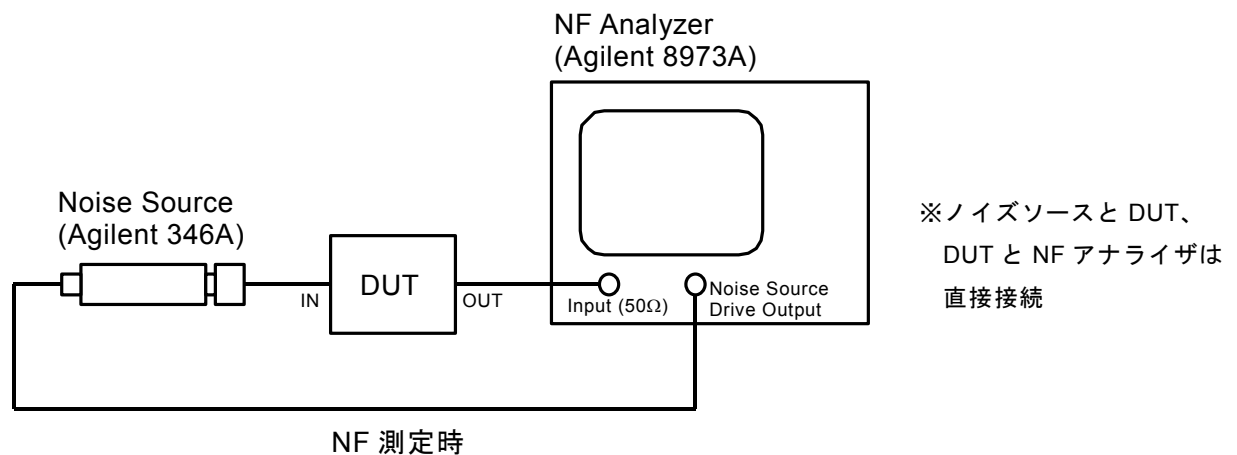 NF Analyzer
(Agilent 8973A)
Noise Source
(Agilent 346A)
※ノイズソースと DUT、
DUT と NF アナライザは
直接接続
DUT
IN
OUT
Input (50Ω)
Noise Source
Drive Output
NF 測定時